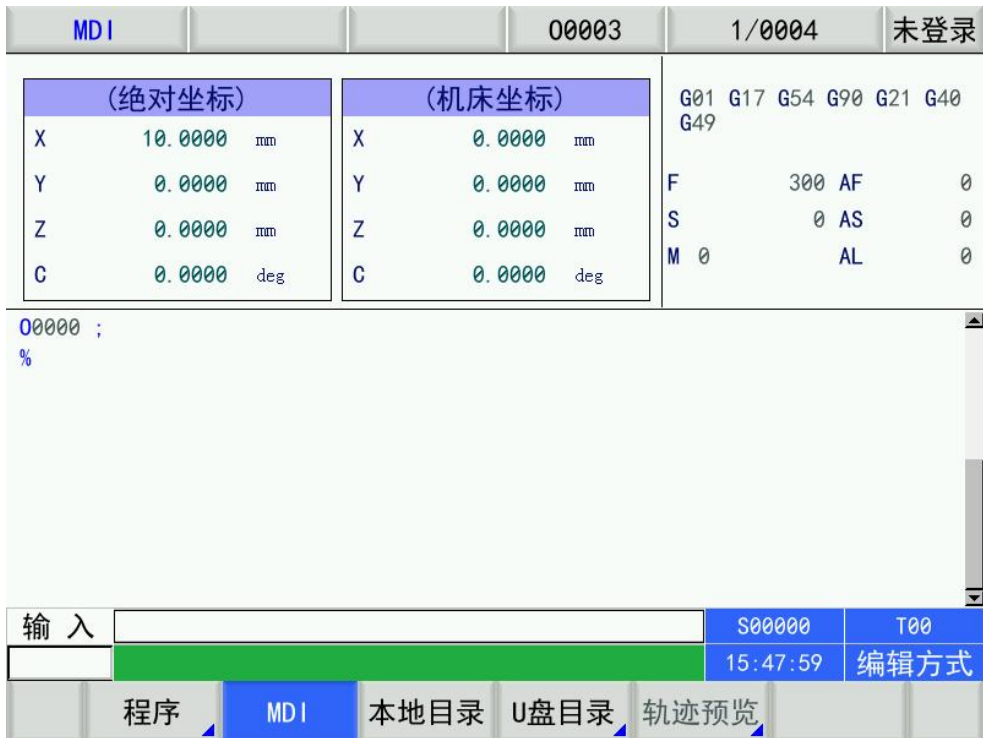 MDI O0003 1/0004 未登录
(绝对坐标) (机床坐标)
G01 G17 G54 G90 G21 G40
G49
X 10.0000 mm X 0.0000 mm
Y 0.0000 mm Y 0.0000 mm F 300 AF 0
Z 0.0000 mm Z 0.0000 mm S 0 AS 0
M 0 AL 0
C 0.0000 deg C 0.0000 deg
O0000 ;
%
输 入 S00000 T00
15:47:59 编辑方式
程序 MDI 本地目录 U盘目录 轨迹预览